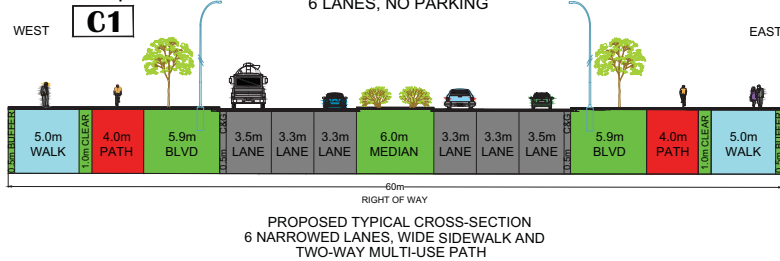 6 LANES, NO PARKING
C1
WEST
EAST
0.5m BUFFER
5.0m
WALK
1.0m CLEAR
4.0m
PATH
5.9m
BLVD
0.5m C&G
3.5m
LANE
3.3m
LANE
3.3m
LANE
6.0m
MEDIAN
3.3m
LANE
3.3m
LANE
3.5m
LANE
0.5m C&G
5.9m
BLVD
4.0m
PATH
1.0m CLEAR
5.0m
WALK
0.5m BUFFER
60m
RIGHT OF WAY
PROPOSED TYPICAL CROSS-SECTION
6 NARROWED LANES, WIDE SIDEWALK AND
TWO-WAY MULTI-USE PATH